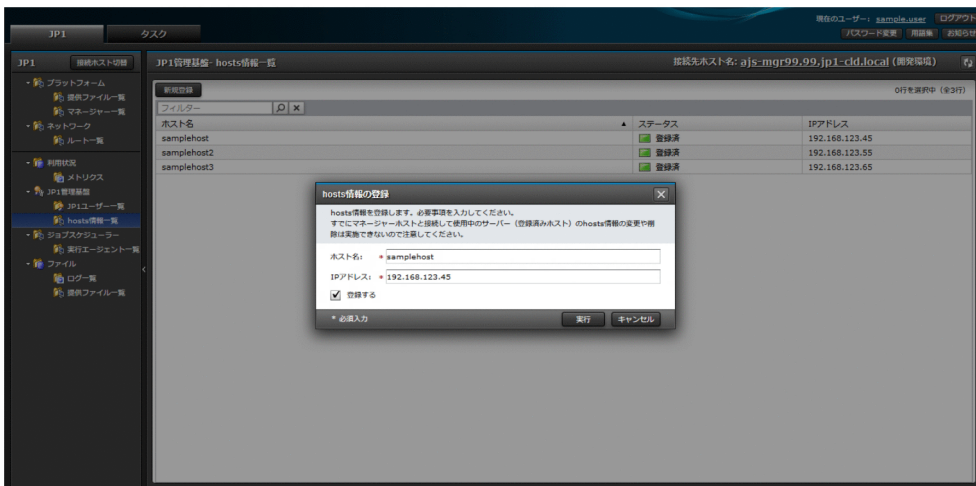 現在のユーザー: sample.user ログアウト
JP1 タスク パスワード変更 用語集 お知らせ
JP1 接続ホスト切替 JP1管理基盤- hosts情報一覧 接続先ホスト名: ajs-mgr99.99.jp1-cld.local (開発環境)
プラットフォーム
提供ファイル一覧
マネージャー一覧
ネットワーク
ルート一覧
利用状況
メトリクス
JP1管理基盤
JP1ユーザー一覧
hosts情報一覧
ジョブスケジューラー
実行エージェント一覧
ファイル
ログ一覧
提供ファイル一覧
新規登録 0行を選択中 (全3行)
フィルター
ホスト名 ▲ ステータス IPアドレス
samplehost 登録済 192.168.123.45
samplehost2 登録済 192.168.123.55
samplehost3 登録済 192.168.123.65
hosts情報の登録
hosts情報を登録します。必要事項を入力してください。
すでにマネージャーホストと接続して使用中のサーバー（登録済みホスト）のhosts情報の変更や削
除は実施できないので注意してください。
ホスト名: * samplehost
IPアドレス: * 192.168.123.45
登録する
* 必須入力 実行 キャンセル